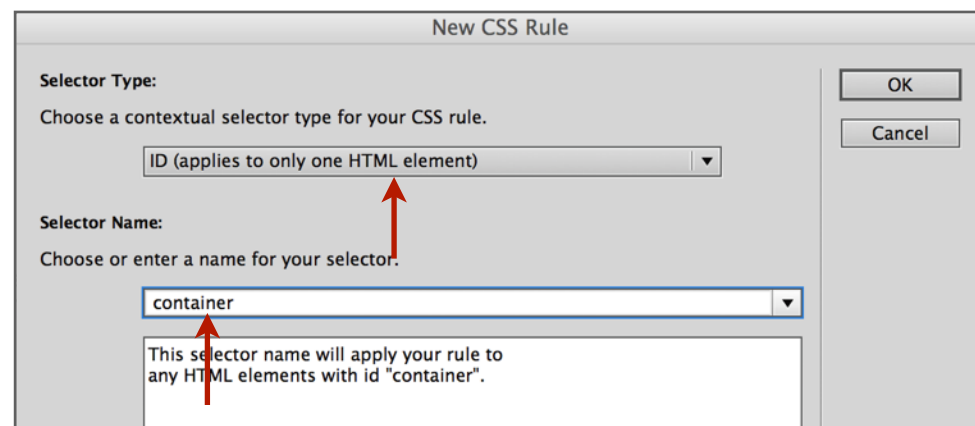 New CSS Rule
Selector Type:
OK
Choose a contextual selector type for your CSS rule.
Cancel
ID (applies to only one HTML element)
Selector Name:
Choose or enter a name for your selector.
container
This selector name will apply your rule to
any HTML elements with id "container".